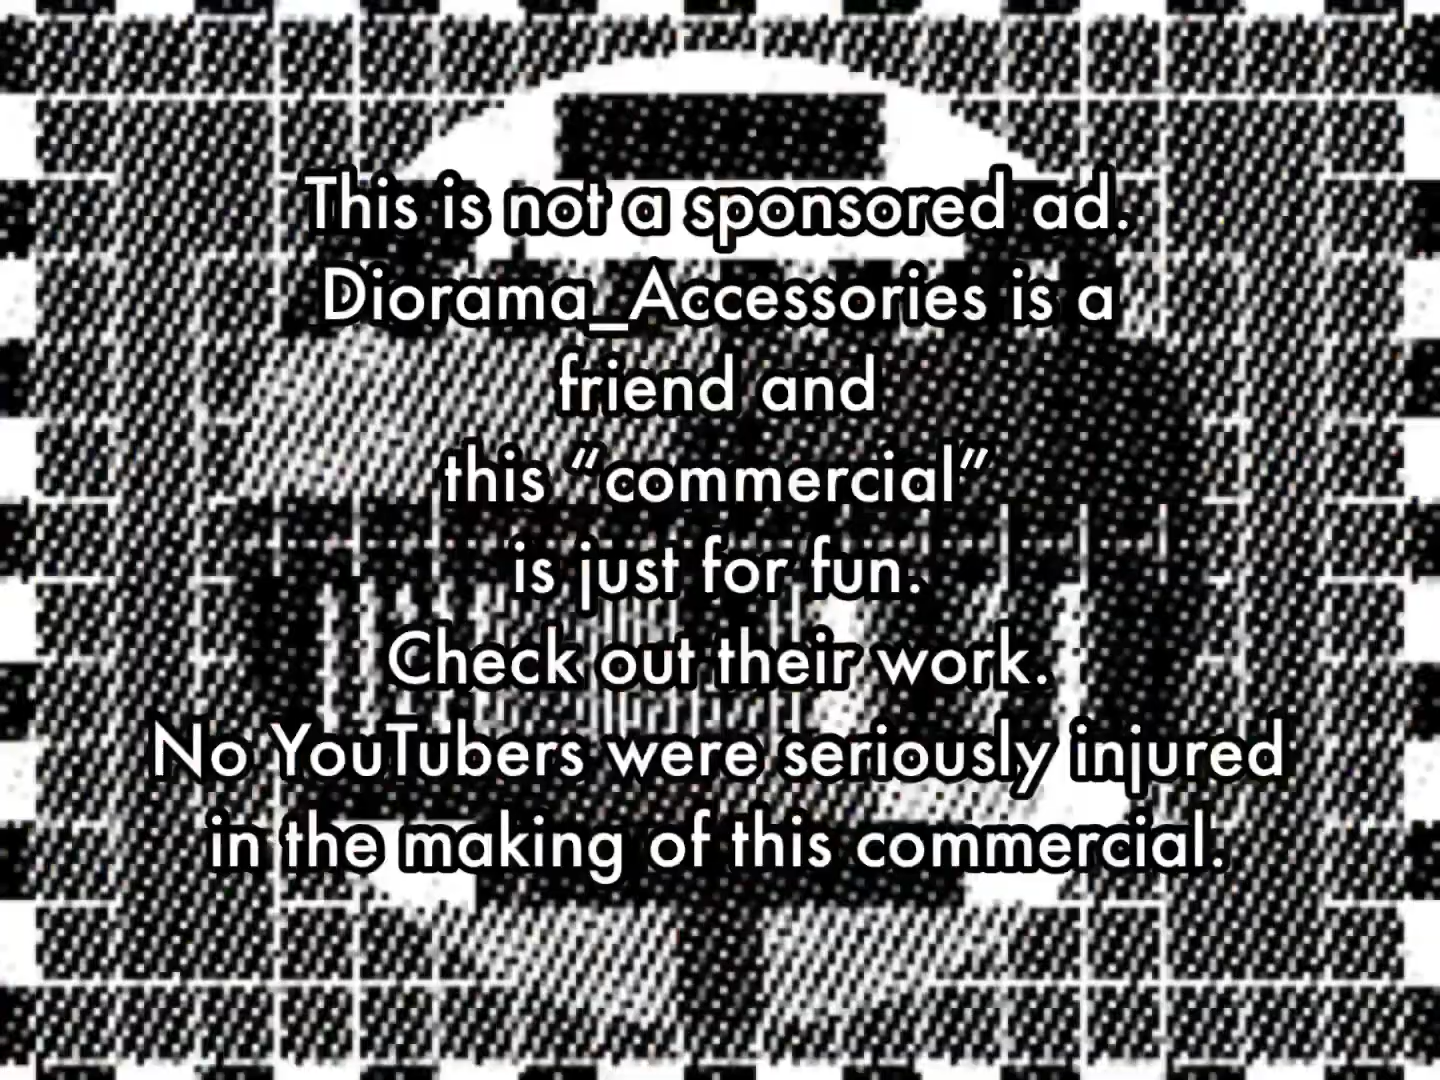 This is not a sponsored ad.
Diorama_Accessories is a
friend and
this “commercial”
is just for fun.
Check out their work.
No YouTubers were seriously injured
in the making of this commercial.